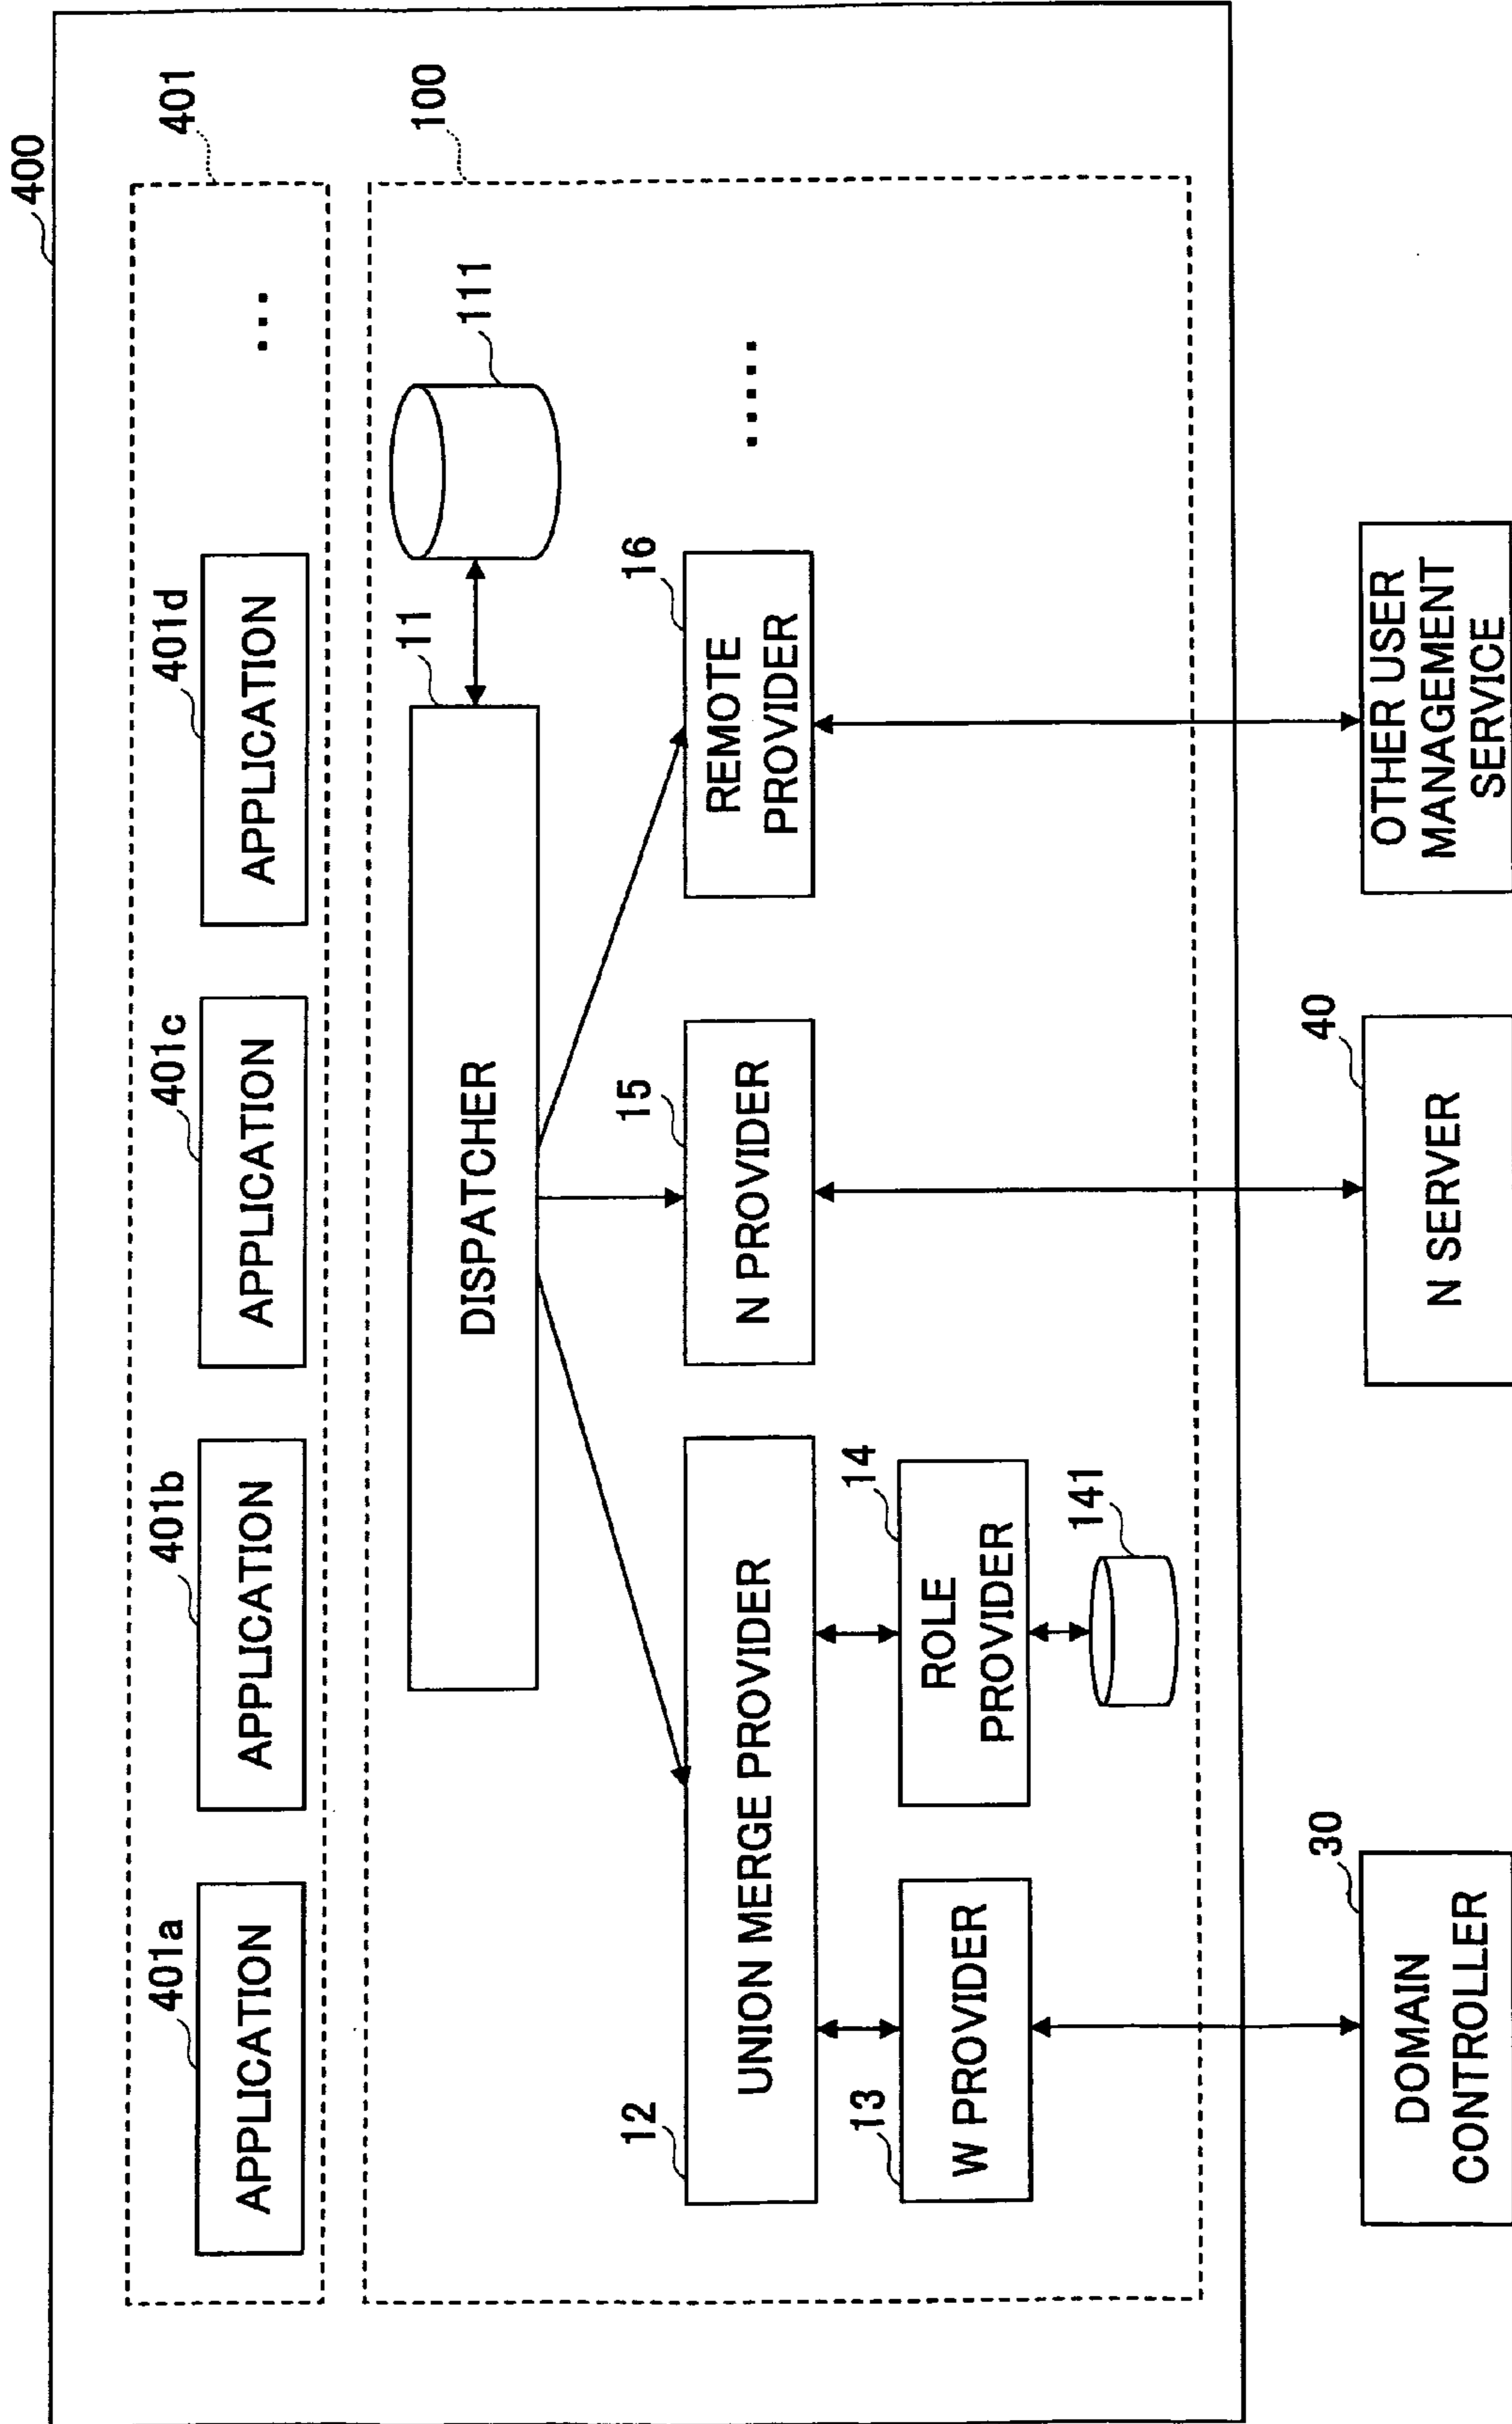 400
401
401a
401b
401c
401d
APPLICATION
APPLICATION
APPLICATION
APPLICATION
...
100
11
111
DISPATCHER
12
15
16
UNION MERGE PROVIDER
N PROVIDER
REMOTE
PROVIDER
.....
13
14
W PROVIDER
ROLE
PROVIDER
141
30
40
DOMAIN
CONTROLLER
N SERVER
OTHER USER
MANAGEMENT
SERVICE